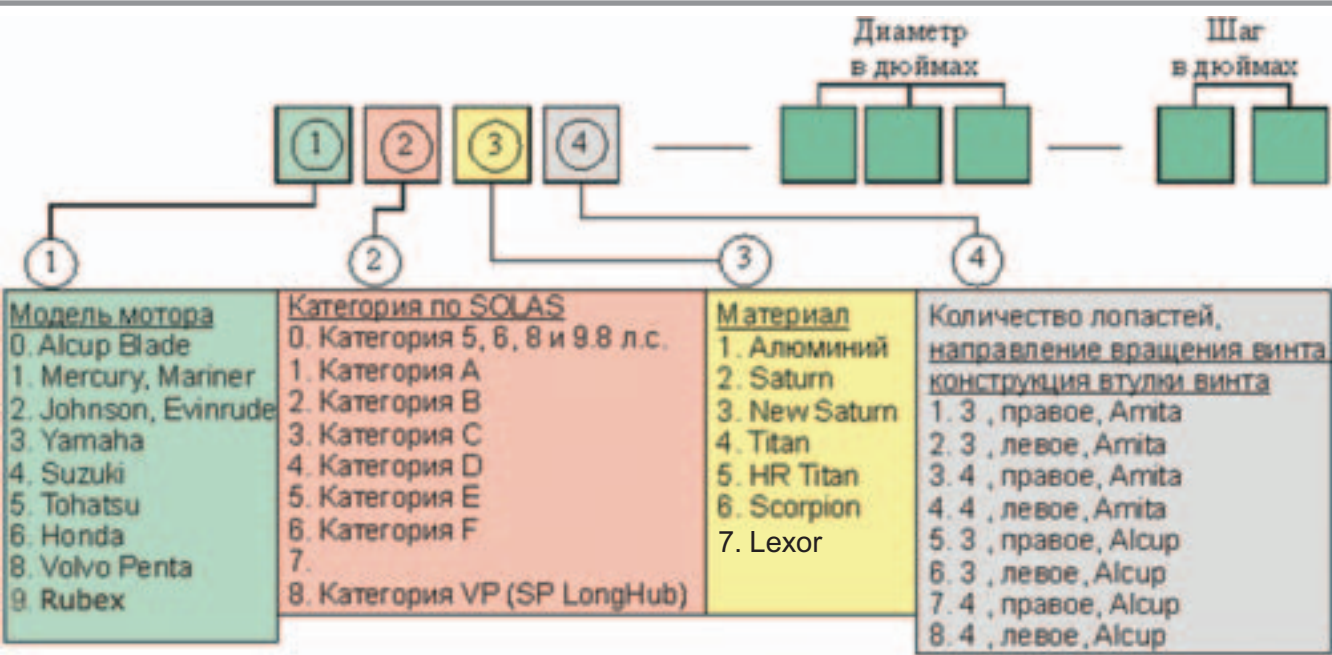 Диаметр
в дюймах
Шаг
в дюймах
1
2
3
4
1
2
3
4
Модель мотора
0. Alcup Blade
1. Mercury, Mariner
2. Johnson, Evinrude
3. Yamaha
4. Suzuki
5. Tohatsu
6. Honda
8. Volvo Penta
9. Rubex
Категория по SOLAS
0. Категория 5, 6, 8 и 9.8 л.с.
1. Категория A
2. Категория B
3. Категория C
4. Категория D
5. Категория E
6. Категория F
7.
8. Категория VP (SP LongHub)
Материал
1. Алюминий
2. Saturn
3. New Saturn
4. Titan
5. HR Titan
6. Scorpion
7. Lexor
Количество лопастей,
направление вращения винта
конструкция втулки винта
1. 3 , правое, Amita
2. 3 , левое, Amita
3. 4 , правое, Amita
4. 4 , левое, Amita
5. 3 , правое, Alcup
6. 3 , левое, Alcup
7. 4 , правое, Alcup
8. 4 , левое, Alcup